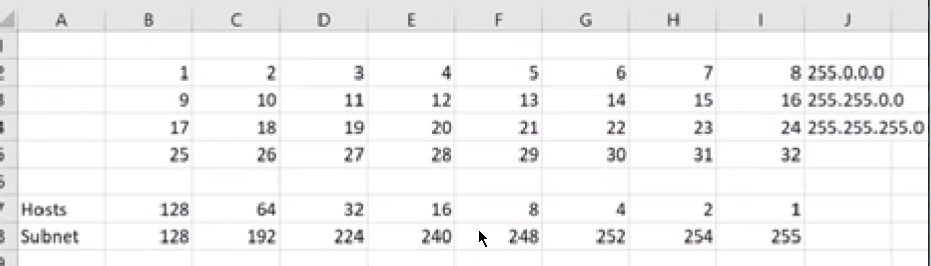 A B C D E F G H I J
1
2 1 2 3 4 5 6 7 8 255.0.0.0
3 9 10 11 12 13 14 15 16 255.255.0.0
4 17 18 19 20 21 22 23 24 255.255.255.0
5 25 26 27 28 29 30 31 32
6
7 Hosts 128 64 32 16 8 4 2 1
8 Subnet 128 192 224 240 248 252 254 255
9